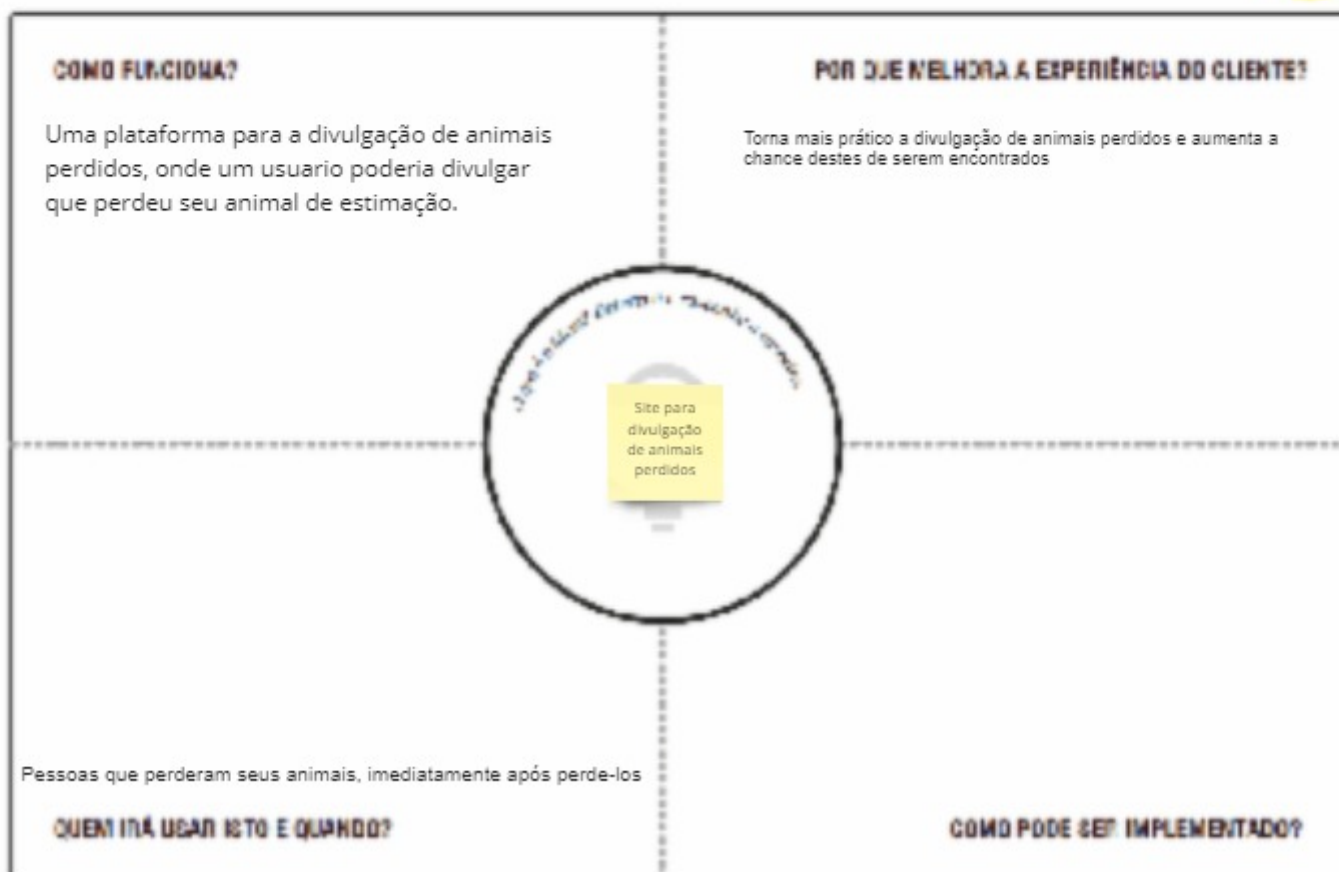 COMO FUNCIONA?
POR QUE MELHORA A EXPERIÊNCIA DO CLIENTE?
Uma plataforma para a divulgação de animais
perdidos, onde um usuario poderia divulgar
que perdeu seu animal de estimação.
Torna mais prático a divulgação de animais perdidos e aumenta a
chance destes de serem encontrados
Site para
divulgação
de animais
perdidos
Pessoas que perderam seus animais, imediatamente após perde-los
QUEM IRÁ USAR ISTO E QUANDO?
COMO PODE SER IMPLEMENTADO?